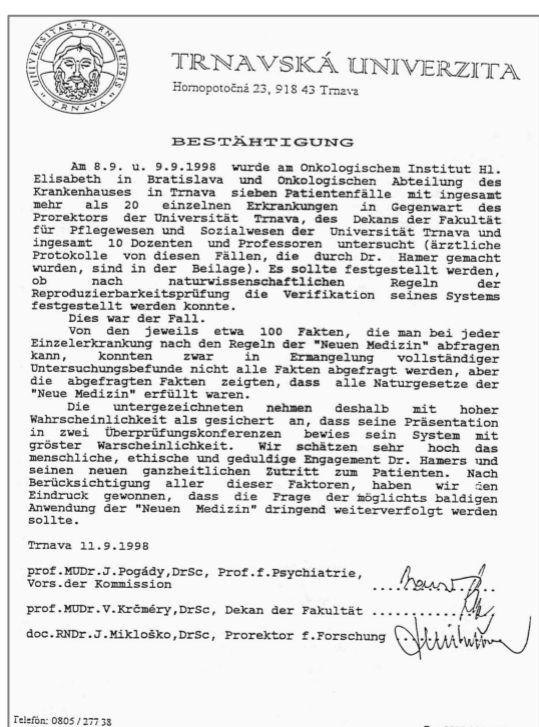 UNIVERSITAS · TYRNAVIENSIS
TRNAVA
TRNAVSKÁ UNIVERZITA
Hornopotočná 23, 918 43 Trnava
BESTÄHTIGUNG
Am 8.9. u. 9.9.1998 wurde am Onkologischem Institut Hl.
Elisabeth in Bratislava und Onkologischen Abteilung des
Krankenhauses in Trnava sieben Patientenfälle mit ingesamt
mehr als 20 einzelnen Erkrankungen in Gegenwart des
Prorektors der Universität Trnava, des Dekans der Fakultät
für Pflegewesen und Sozialwesen der Universität Trnava und
ingesamt 10 Dozenten und Professoren untersucht (ärztliche
Protokolle von diesen Fällen, die durch Dr. Hamer gemacht
wurden, sind in der Beilage). Es sollte festgestellt werden,
ob nach naturwissenschaftlichen Regeln der
Reproduzierbarkeitsprüfung die Verifikation seines Systems
festgestellt werden konnte.
Dies war der Fall.
Von den jeweils etwa 100 Fakten, die man bei jeder
Einzelerkrankung nach den Regeln der "Neuen Medizin" abfragen
kann, konnten zwar in Ermangelung vollständiger
Untersuchungsbefunde nicht alle Fakten abgefragt werden, aber
die abgefragten Fakten zeigten, dass alle Naturgesetze der
"Neue Medizin" erfüllt waren.
Die untergezeichneten nehmen deshalb mit hoher
Wahrscheinlichkeit als gesichert an, dass seine Präsentation
in zwei Überprüfungskonferenzen bewies sein System mit
gröster Warscheinlichkeit. Wir schätzen sehr hoch das
menschliche, ethische und geduldige Engagement Dr. Hamers und
seinen neuen ganzheitlichen Zutritt zum Patienten. Nach
Berücksichtigung aller dieser Faktoren, haben wir den
Eindruck gewonnen, dass die Frage der möglichts baldigen
Anwendung der "Neuen Medizin" dringend weiterverfolgt werden
sollte.
Trnava 11.9.1998
prof.MUDr.J.Pogády,DrSc, Prof.f.Psychiatrie,
Vors.der Kommission
prof.MUDr.V.Krčméry,DrSc, Dekan der Fakultät
doc.RNDr.J.Mikloško,DrSc, Prorektor f.Forschung
Telefón: 0805 / 277 38